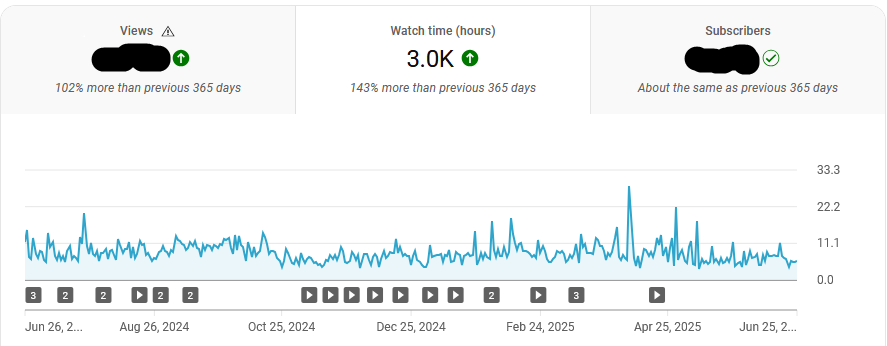 Views
102% more than previous 365 days
Watch time (hours)
3.0K
143% more than previous 365 days
Subscribers
About the same as previous 365 days
33.3
22.2
11.1
0.0
3 2 2 2 2 2 3
Jun 26, 2... Aug 26, 2024 Oct 25, 2024 Dec 25, 2024 Feb 24, 2025 Apr 25, 2025 Jun 25, 2...